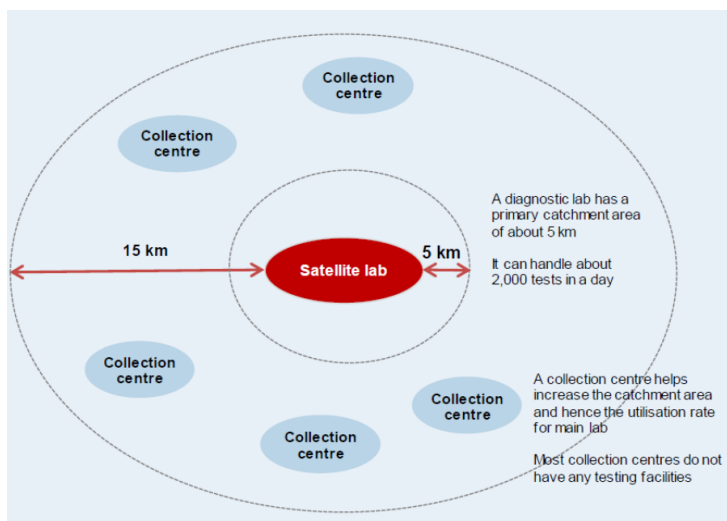 Collection
centre
Collection
centre
A diagnostic lab has a
primary catchment area
of about 5 km
15 km
5 km
Satellite lab
It can handle about
2,000 tests in a day
Collection
centre
A collection centre helps
increase the catchment area
and hence the utilisation rate
for main lab
Collection
centre
Collection
centre
Most collection centres do not
have any testing facilities